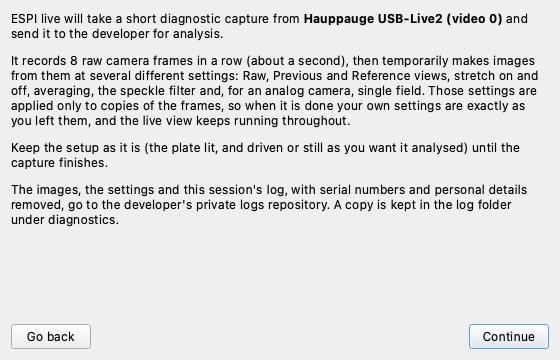 ESPI live will take a short diagnostic capture from Hauppauge USB-Live2 (video 0) and
send it to the developer for analysis.
It records 8 raw camera frames in a row (about a second), then temporarily makes images
from them at several different settings: Raw, Previous and Reference views, stretch on and
off, averaging, the speckle filter and, for an analog camera, single field. Those settings are
applied only to copies of the frames, so when it is done your own settings are exactly as
you left them, and the live view keeps running throughout.
Keep the setup as it is (the plate lit, and driven or still as you want it analysed) until the
capture finishes.
The images, the settings and this session's log, with serial numbers and personal details
removed, go to the developer's private logs repository. A copy is kept in the log folder
under diagnostics.
Go back
Continue